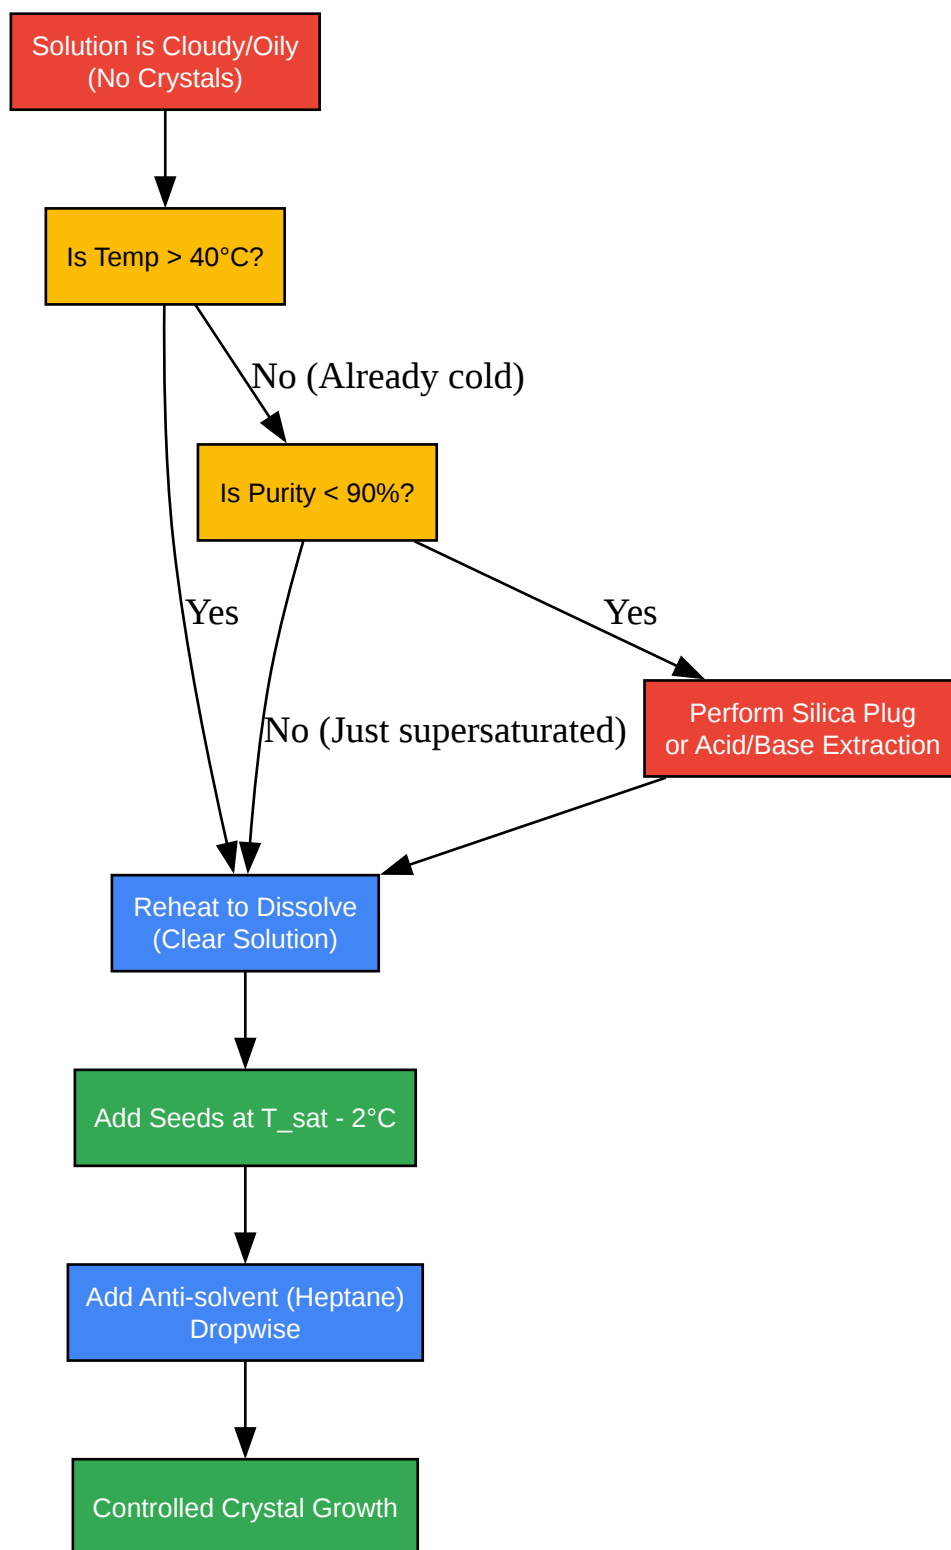 Solution is Cloudy/Oily
(No Crystals)
Is Temp > 40°C?
No (Already cold)
Is Purity < 90%?
Yes
Yes
No (Just supersaturated)
Perform Silica Plug
or Acid/Base Extraction
Reheat to Dissolve
(Clear Solution)
Add Seeds at T_sat - 2°C
Add Anti-solvent (Heptane)
Dropwise
Controlled Crystal Growth